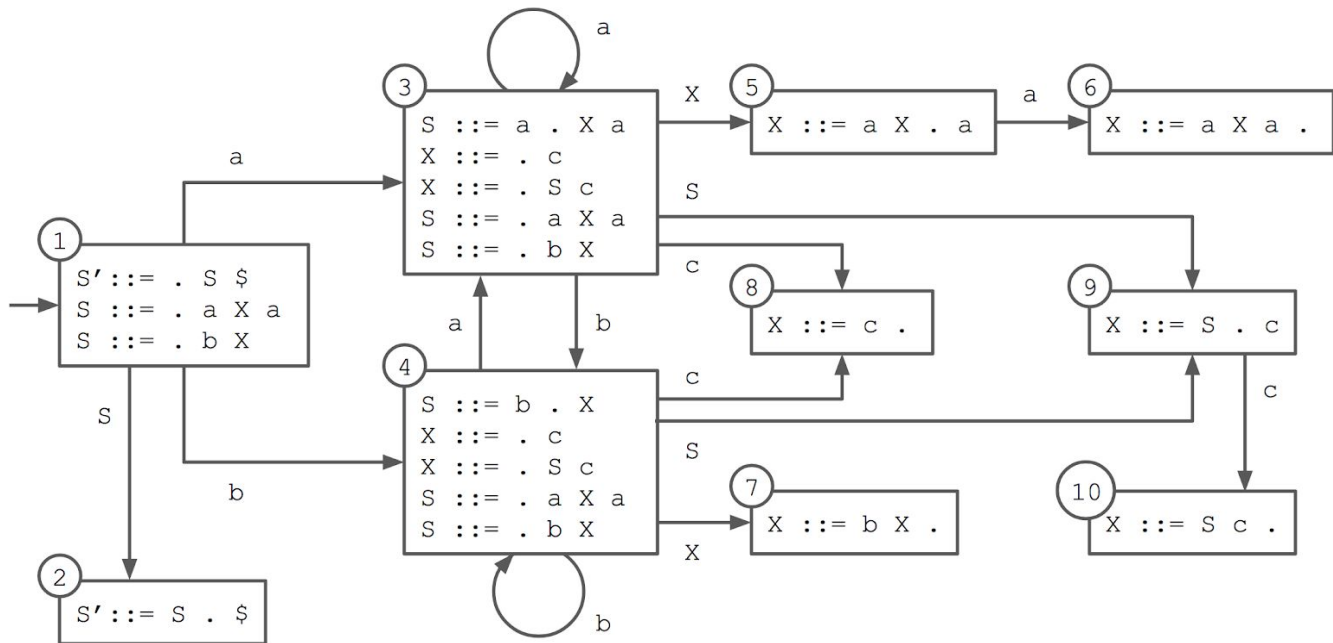 a
3
S ::= a . X a
X ::= . c
X ::= . S c
S ::= . a X a
S ::= . b X
X
5
X ::= a X . a
a
6
X ::= a X a .
a
S
c
1
S′::= . S $
S ::= . a X a
S ::= . b X
8
X ::= c .
9
X ::= S . c
a
b
4
S ::= b . X
X ::= . c
X ::= . S c
S ::= . a X a
S ::= . b X
c
S
c
S
b
X
7
X ::= b X .
10
X ::= S c .
2
S′::= S . $
b